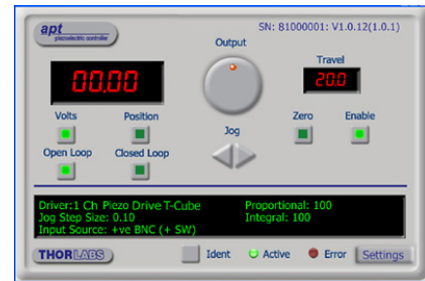 apt
piezoelectric controller
SN: 81000001: V1.0.12(1.0.1)
Output
Travel
00.00
20.0
Volts Position
Zero Enable
Jog
Open Loop Closed Loop
Driver:1 Ch Piezo Drive T-Cube Proportional: 100
Jog Step Size: 0.10 Integral: 100
Input Source: +ve BNC (+ SW)
THORLABS Ident Active Error Settings